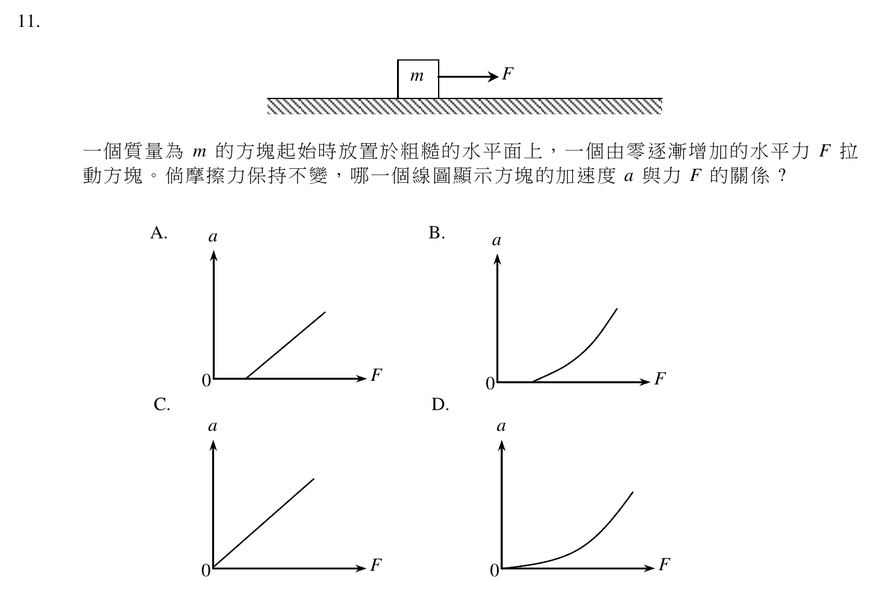 11.
m F
一個質量為 m 的方塊起始時放置於粗糙的水平面上,一個由零逐漸增加的水平力 F 拉
動方塊。倘摩擦力保持不變,哪一個線圖顯示方塊的加速度 a 與力 F 的關係?
A. a B. a
0 F 0 F
C. D.
a a
0 F 0 F